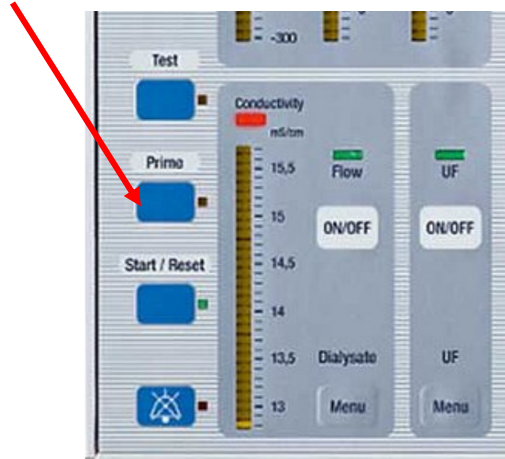 -300
Test
Conductivity
mS/cm
Prime
15,5
Flow
UF
15
ON/OFF
ON/OFF
Start / Reset
14,5
14
13,5
Dialysate
UF
13
Menu
Menu